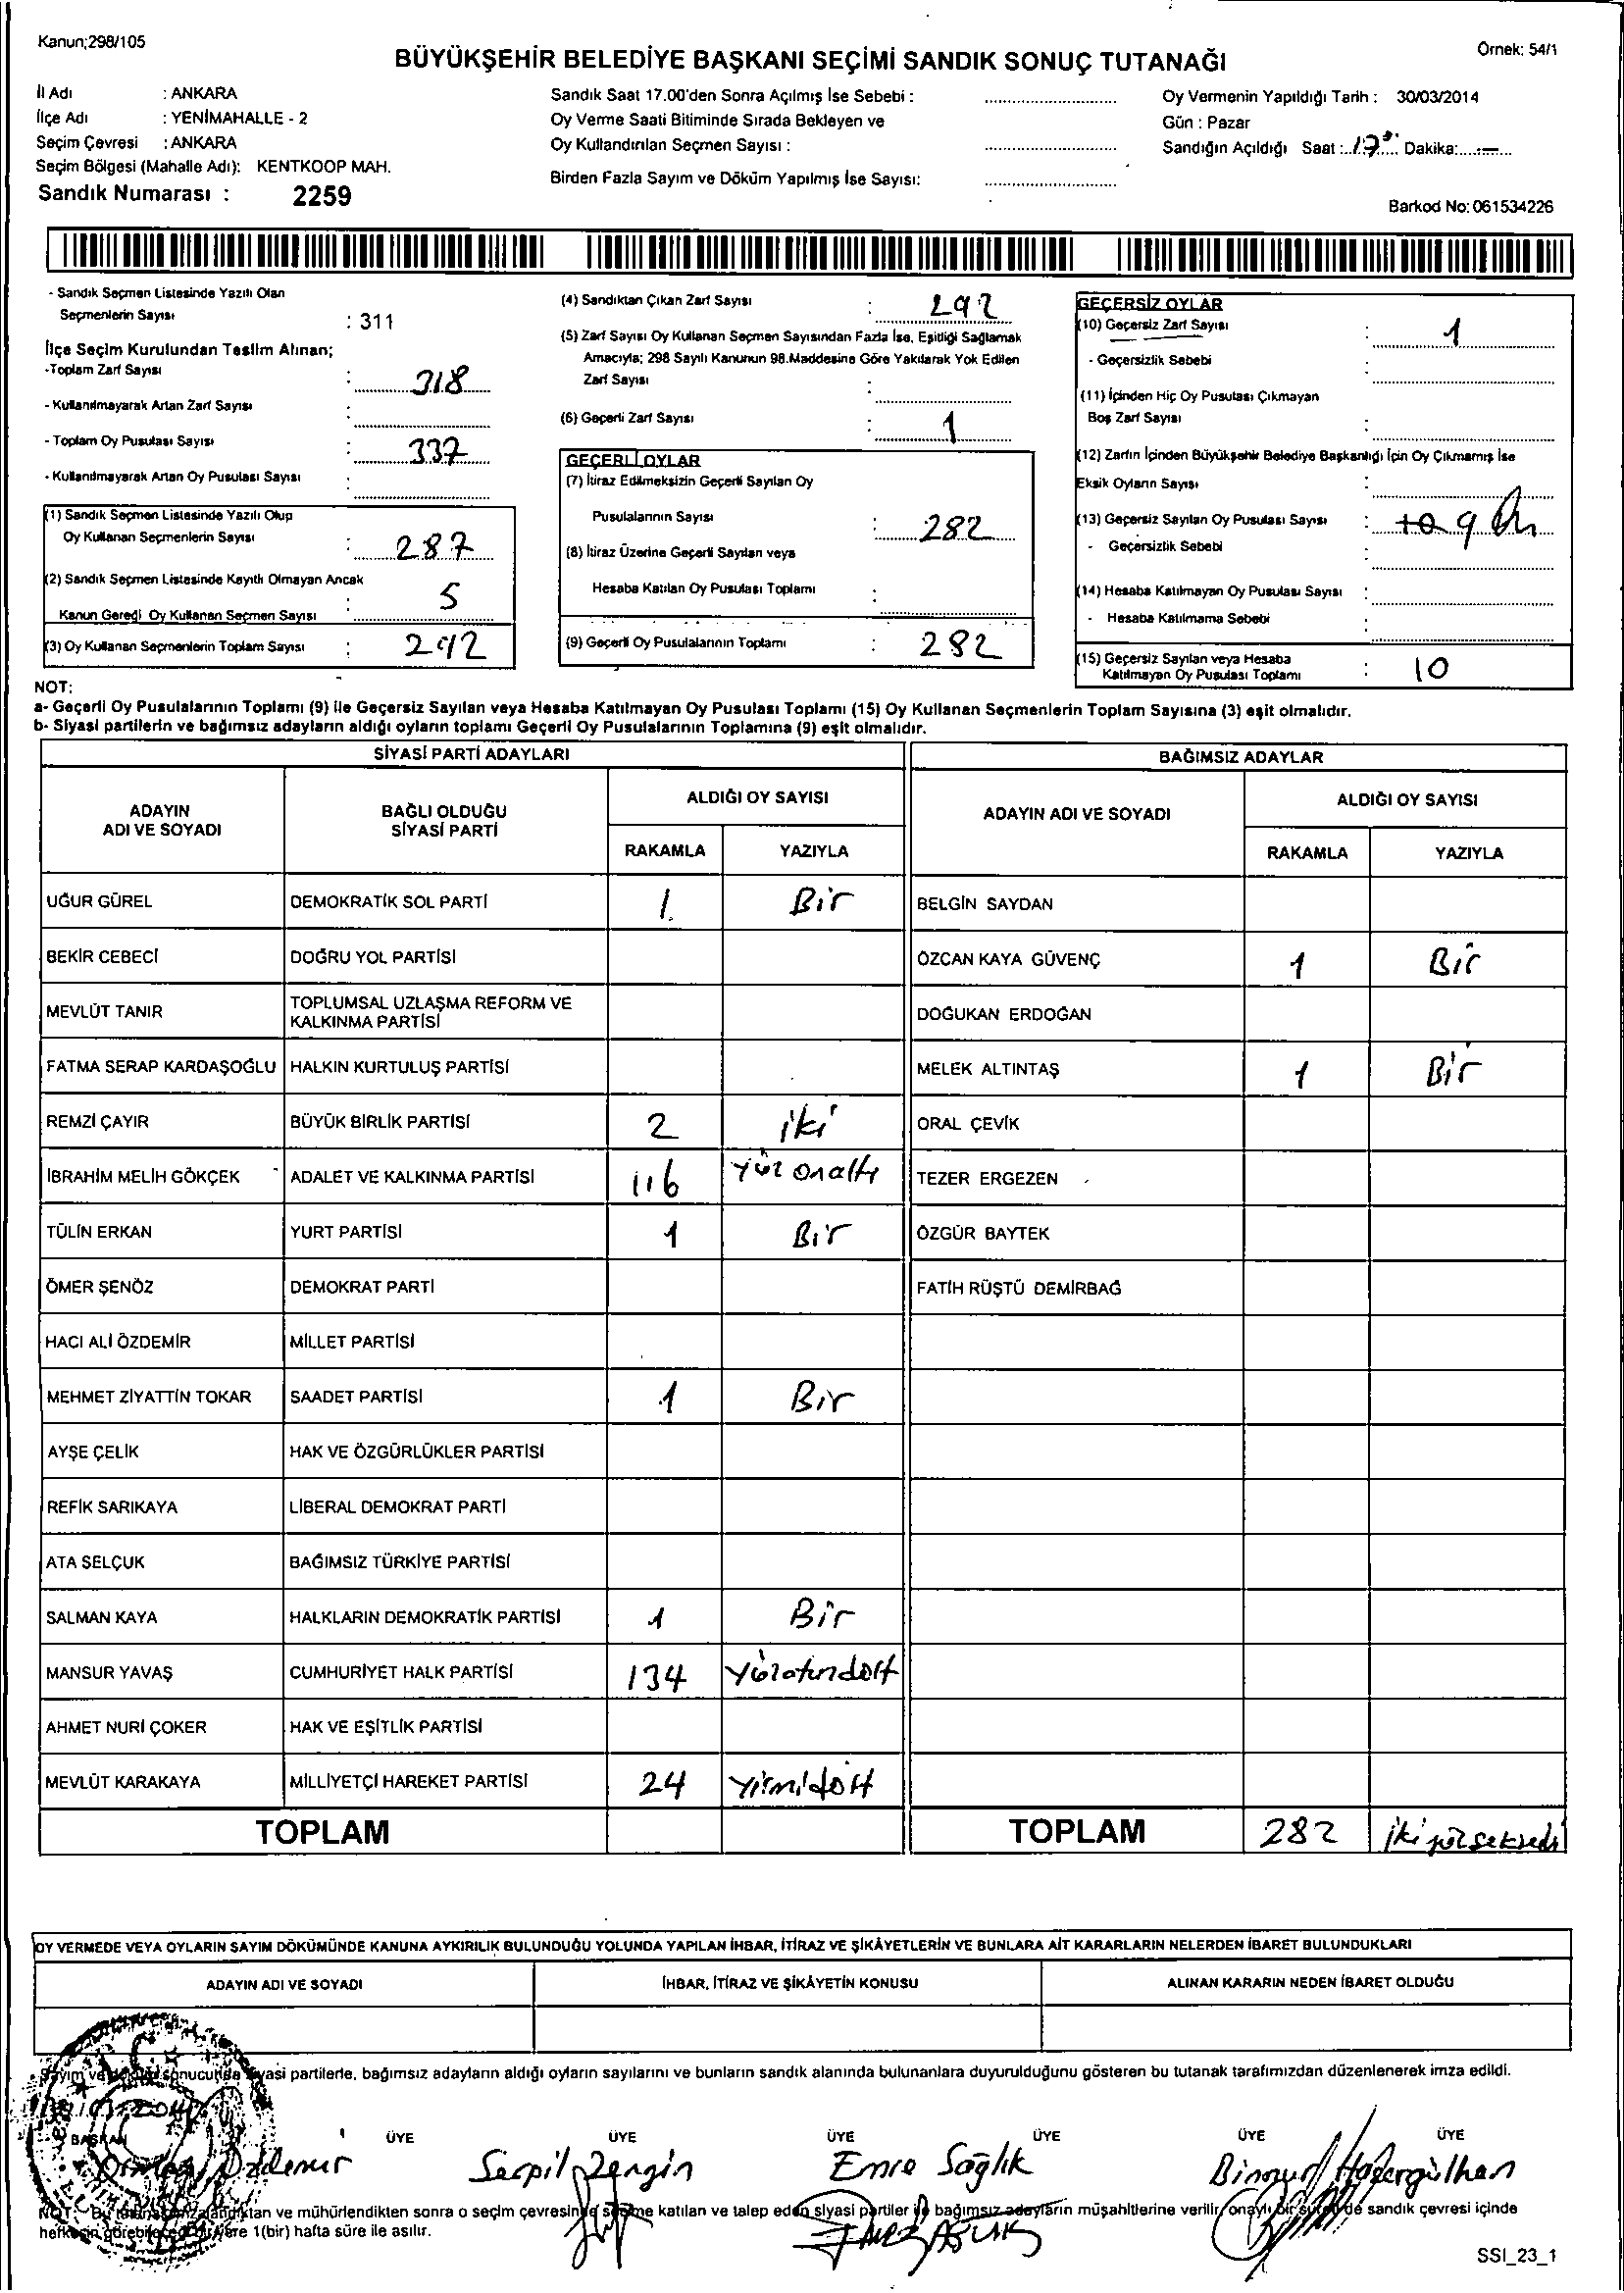 Kanun;298/105
Örnek: 54/1
BÜYÜKŞEHİR BELEDİYE BAŞKANI SEÇİMİ SANDIK SONUÇ TUTANAĞI
İl Adı : ANKARA
İlçe Adı : YENİMAHALLE - 2
Seçim Çevresi : ANKARA
Seçim Bölgesi (Mahalle Adı): KENTKOOP MAH.
Sandık Numarası : 2259
Sandık Saat 17.00'den Sonra Açılmış İse Sebebi :
Oy Verme Saati Bitiminde Sırada Bekleyen ve
Oy Kullandırılan Seçmen Sayısı :
Birden Fazla Sayım ve Döküm Yapılmış İse Sayısı:
Oy Vermenin Yapıldığı Tarih : 30/03/2014
Gün : Pazar
Sandığın Açıldığı Saat : 17 Dakika: —
Barkod No: 061534226
- Sandık Seçmen Listesinde Yazılı Olan
Seçmenlerin Sayısı : 311
İlçe Seçim Kurulundan Teslim Alınan;
-Toplam Zarf Sayısı : 318
- Kullanılmayarak Artan Zarf Sayısı :
- Toplam Oy Pusulası Sayısı : 337
- Kullanılmayarak Artan Oy Pusulası Sayısı :
(1) Sandık Seçmen Listesinde Yazılı Olup
Oy Kullanan Seçmenlerin Sayısı : 287
(2) Sandık Seçmen Listesinde Kayıtlı Olmayan Ancak
Kanun Gereği Oy Kullanan Seçmen Sayısı : 5
(3) Oy Kullanan Seçmenlerin Toplam Sayısı : 292
(4) Sandıktan Çıkan Zarf Sayısı : 292
(5) Zarf Sayısı Oy Kullanan Seçmen Sayısından Fazla İse, Eşitliği Sağlamak
Amacıyla; 298 Sayılı Kanunun 98.Maddesine Göre Yakılarak Yok Edilen
Zarf Sayısı :
(6) Geçerli Zarf Sayısı : 1
GEÇERLİ OYLAR
(7) İtiraz Edilmeksizin Geçerli Sayılan Oy
Pusulalarının Sayısı : 282
(8) İtiraz Üzerine Geçerli Sayılan veya
Hesaba Katılan Oy Pusulası Toplamı :
(9) Geçerli Oy Pusulalarının Toplamı : 282
GEÇERSİZ OYLAR
(10) Geçersiz Zarf Sayısı : 1
- Geçersizlik Sebebi :
(11) İçinden Hiç Oy Pusulası Çıkmayan
Boş Zarf Sayısı :
(12) Zarfın İçinden Büyükşehir Belediye Başkanlığı İçin Oy Çıkmamış İse
Eksik Oyların Sayısı :
(13) Geçersiz Sayılan Oy Pusulası Sayısı : 10 9
- Geçersizlik Sebebi :
(14) Hesaba Katılmayan Oy Pusulası Sayısı :
- Hesaba Katılmama Sebebi :
(15) Geçersiz Sayılan veya Hesaba
Katılmayan Oy Pusulası Toplamı : 10
NOT:
a- Geçerli Oy Pusulalarının Toplamı (9) ile Geçersiz Sayılan veya Hesaba Katılmayan Oy Pusulası Toplamı (15) Oy Kullanan Seçmenlerin Toplam Sayısına (3) eşit olmalıdır.
b- Siyasi partilerin ve bağımsız adayların aldığı oyların toplamı Geçerli Oy Pusulalarının Toplamına (9) eşit olmalıdır.
SİYASİ PARTİ ADAYLARI
BAĞIMSIZ ADAYLAR
ADAYIN
ADI VE SOYADI
BAĞLI OLDUĞU
SİYASİ PARTİ
ALDIĞI OY SAYISI
RAKAMLA YAZIYLA
ADAYIN ADI VE SOYADI
ALDIĞI OY SAYISI
RAKAMLA YAZIYLA
UĞUR GÜREL DEMOKRATİK SOL PARTİ 1 Bir BELGİN SAYDAN
BEKİR CEBECİ DOĞRU YOL PARTİSİ ÖZCAN KAYA GÜVENÇ 1 Bir
MEVLÜT TANIR TOPLUMSAL UZLAŞMA REFORM VE
KALKINMA PARTİSİ DOĞUKAN ERDOĞAN
FATMA SERAP KARDAŞOĞLU HALKIN KURTULUŞ PARTİSİ MELEK ALTINTAŞ 1 Bir
REMZİ ÇAYIR BÜYÜK BİRLİK PARTİSİ 2 iki ORAL ÇEVİK
İBRAHİM MELİH GÖKÇEK ADALET VE KALKINMA PARTİSİ 116 yüz onaltı TEZER ERGEZEN
TÜLİN ERKAN YURT PARTİSİ 1 Bir ÖZGÜR BAYTEK
ÖMER ŞENÖZ DEMOKRAT PARTİ FATİH RÜŞTÜ DEMİRBAĞ
HACI ALİ ÖZDEMİR MİLLET PARTİSİ
MEHMET ZİYATTİN TOKAR SAADET PARTİSİ 1 Bir
AYŞE ÇELİK HAK VE ÖZGÜRLÜKLER PARTİSİ
REFİK SARIKAYA LİBERAL DEMOKRAT PARTİ
ATA SELÇUK BAĞIMSIZ TÜRKİYE PARTİSİ
SALMAN KAYA HALKLARIN DEMOKRATİK PARTİSİ 1 Bir
MANSUR YAVAŞ CUMHURİYET HALK PARTİSİ 134 yüzotuzdört
AHMET NURİ ÇOKER HAK VE EŞİTLİK PARTİSİ
MEVLÜT KARAKAYA MİLLİYETÇİ HAREKET PARTİSİ 24 yirmidört
TOPLAM TOPLAM 282 ikiyüzseksedi
OY VERMEDE VEYA OYLARIN SAYIM DÖKÜMÜNDE KANUNA AYKIRILIK BULUNDUĞU YOLUNDA YAPILAN İHBAR, İTİRAZ VE ŞİKÂYETLERİN VE BUNLARA AİT KARARLARIN NELERDEN İBARET BULUNDUKLARI
ADAYIN ADI VE SOYADI İHBAR, İTİRAZ VE ŞİKÂYETİN KONUSU ALINAN KARARIN NEDEN İBARET OLDUĞU
Sayım ve döküm sonucunda siyasi partilerle, bağımsız adayların aldığı oyların sayılarını ve bunların sandık alanında bulunanlara duyurulduğunu gösteren bu tutanak tarafımızdan düzenlenerek imza edildi.
BAŞKAN ÜYE ÜYE ÜYE ÜYE ÜYE ÜYE
Özdemir Serpil Zengin Emre Sağlık Binnur Hacergülhan
NOT: Bu tutanak imzalandıktan ve mühürlendikten sonra o seçim çevresinde seçime katılan ve talep eden siyasi partiler ile bağımsız adayların müşahitlerine verilir, onaylı bir sureti de sandık çevresi içinde
herkesin görebileceği bir yere 1(bir) hafta süre ile asılır.
SSI_23_1